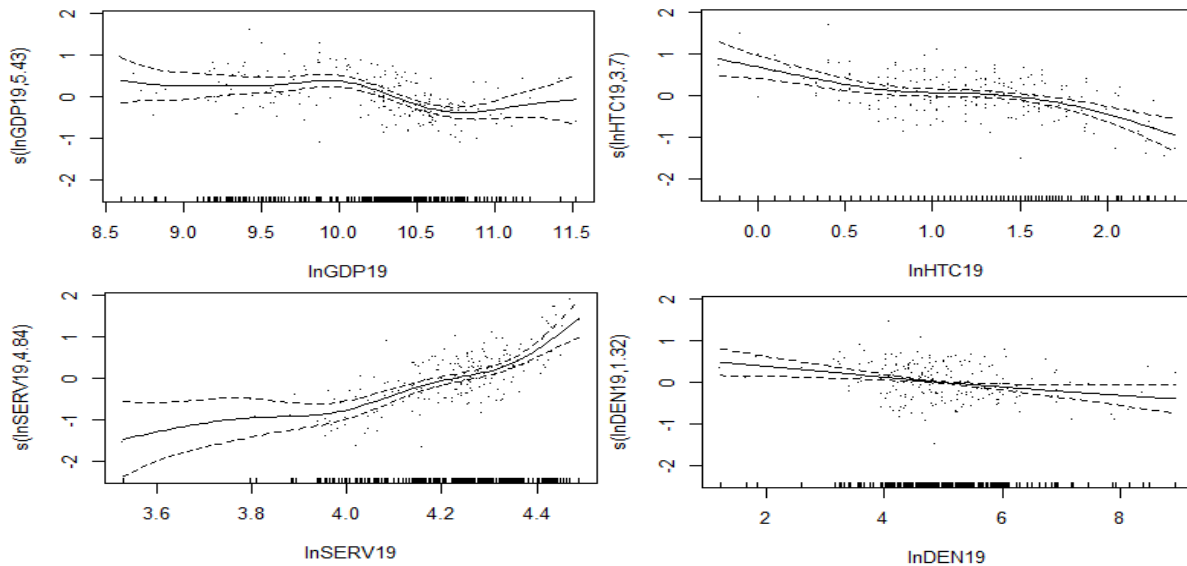 s(lnGDP19,5.43)
2
1
0
-1
-2
8.5 9.0 9.5 10.0 10.5 11.0 11.5
lnGDP19
s(lnHTC19,3.7)
2
1
0
-1
-2
0.0 0.5 1.0 1.5 2.0
lnHTC19
s(lnSERV19,4.84)
2
1
0
-1
-2
3.6 3.8 4.0 4.2 4.4
lnSERV19
s(lnDEN19,1.32)
2
1
0
-1
-2
2 4 6 8
lnDEN19